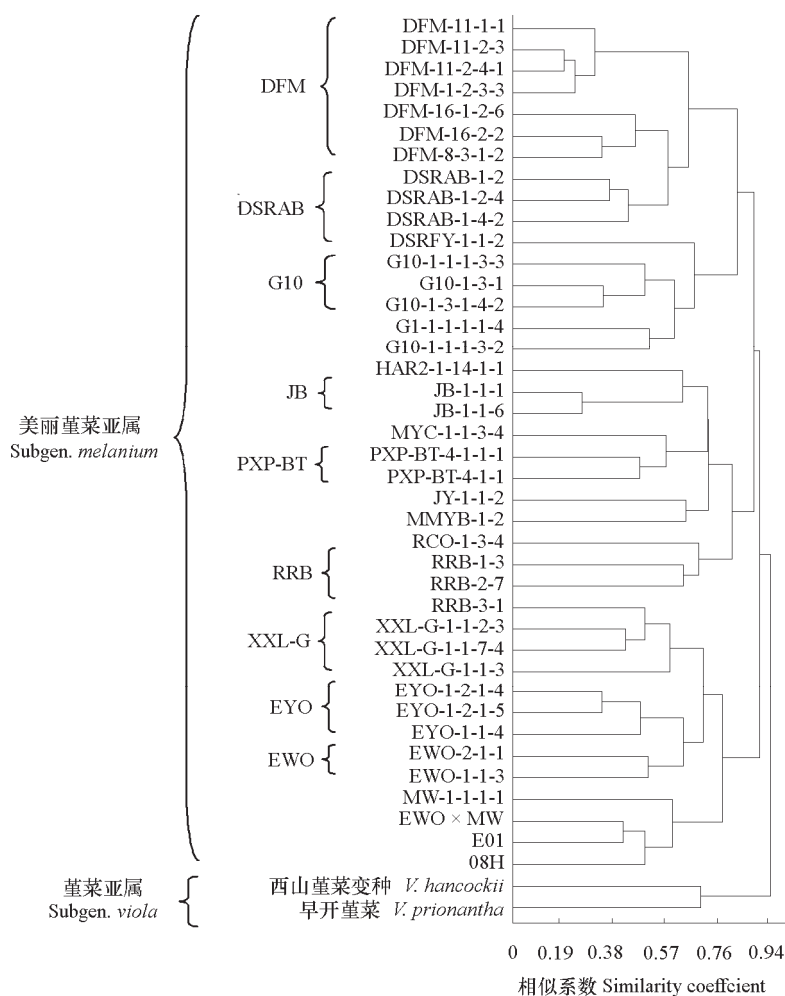 DFM-11-1-1
DFM-11-2-3
DFM-11-2-4-1
DFM-1-2-3-3
DFM-16-1-2-6
DFM-16-2-2
DFM-8-3-1-2
DFM
DSRAB-1-2
DSRAB-1-2-4
DSRAB-1-4-2
DSRAB
DSRFY-1-1-2
G10-1-1-1-3-3
G10-1-3-1
G10-1-3-1-4-2
G10
G1-1-1-1-1-4
G10-1-1-1-3-2
HAR2-1-14-1-1
JB-1-1-1
JB-1-1-6
JB
MYC-1-1-3-4
PXP-BT-4-1-1-1
PXP-BT-4-1-1
PXP-BT
JY-1-1-2
MMYB-1-2
RCO-1-3-4
RRB-1-3
RRB-2-7
RRB
RRB-3-1
XXL-G-1-1-2-3
XXL-G-1-1-7-4
XXL-G-1-1-3
XXL-G
EYO-1-2-1-4
EYO-1-2-1-5
EYO-1-1-4
EYO
EWO-2-1-1
EWO-1-1-3
EWO
MW-1-1-1-1
EWO × MW
E01
08H
美丽堇菜亚属
Subgen. melanium
西山堇菜变种 V. hancockii
早开堇菜 V. prionantha
堇菜亚属
Subgen. viola
0 0.19 0.38 0.57 0.76 0.94
相似系数 Similarity coeffcient